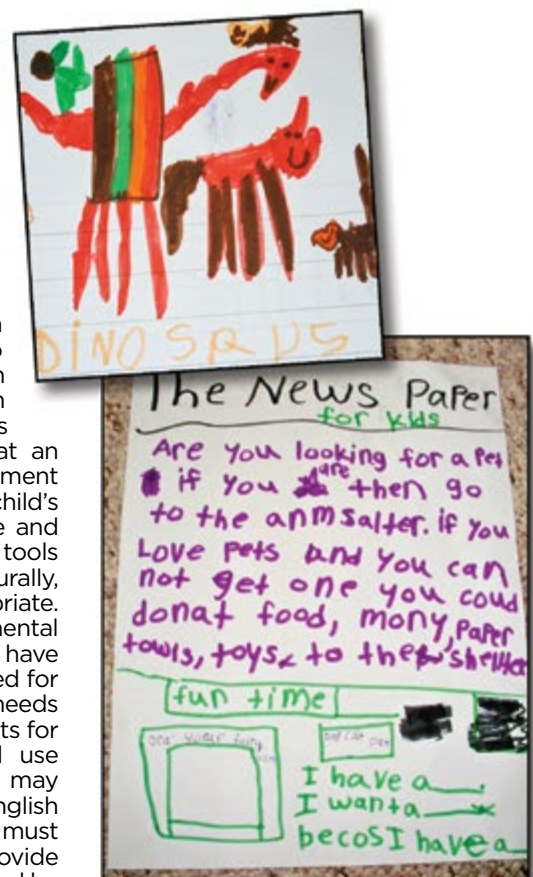 DINOSRUS
at an
ment
child's
e and
tools
urally,
riate.
mental
have
ed for
needs
ts for
use
may
nglish
must
ovide
The News Paper
for kids
Are you looking for a pet
if you are then go
to the anmsalter. if you
Love pets and you can
not get one you coud
donat food, mony, paper
towls, toys, to the shelter
fun time
I have a
I want a
becos I have a